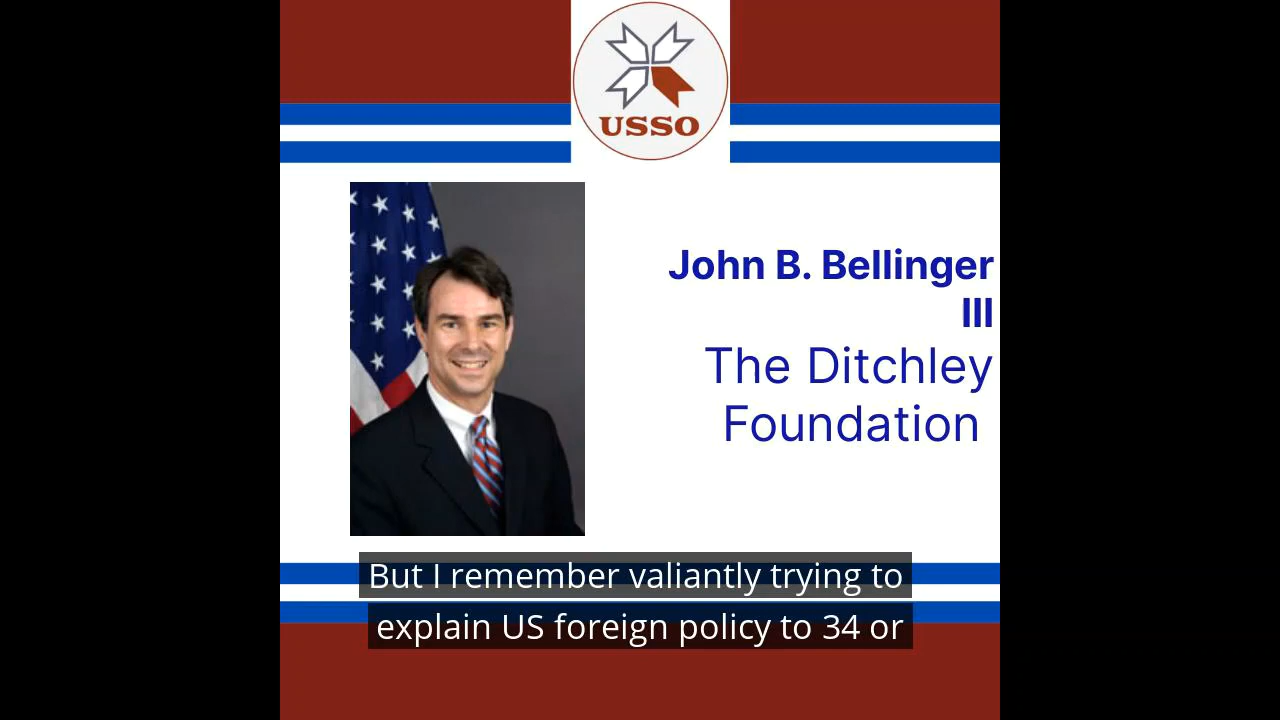 USSO
John B. Bellinger
III
The Ditchley
Foundation
But I remember valiantly trying to
explain US foreign policy to 34 or